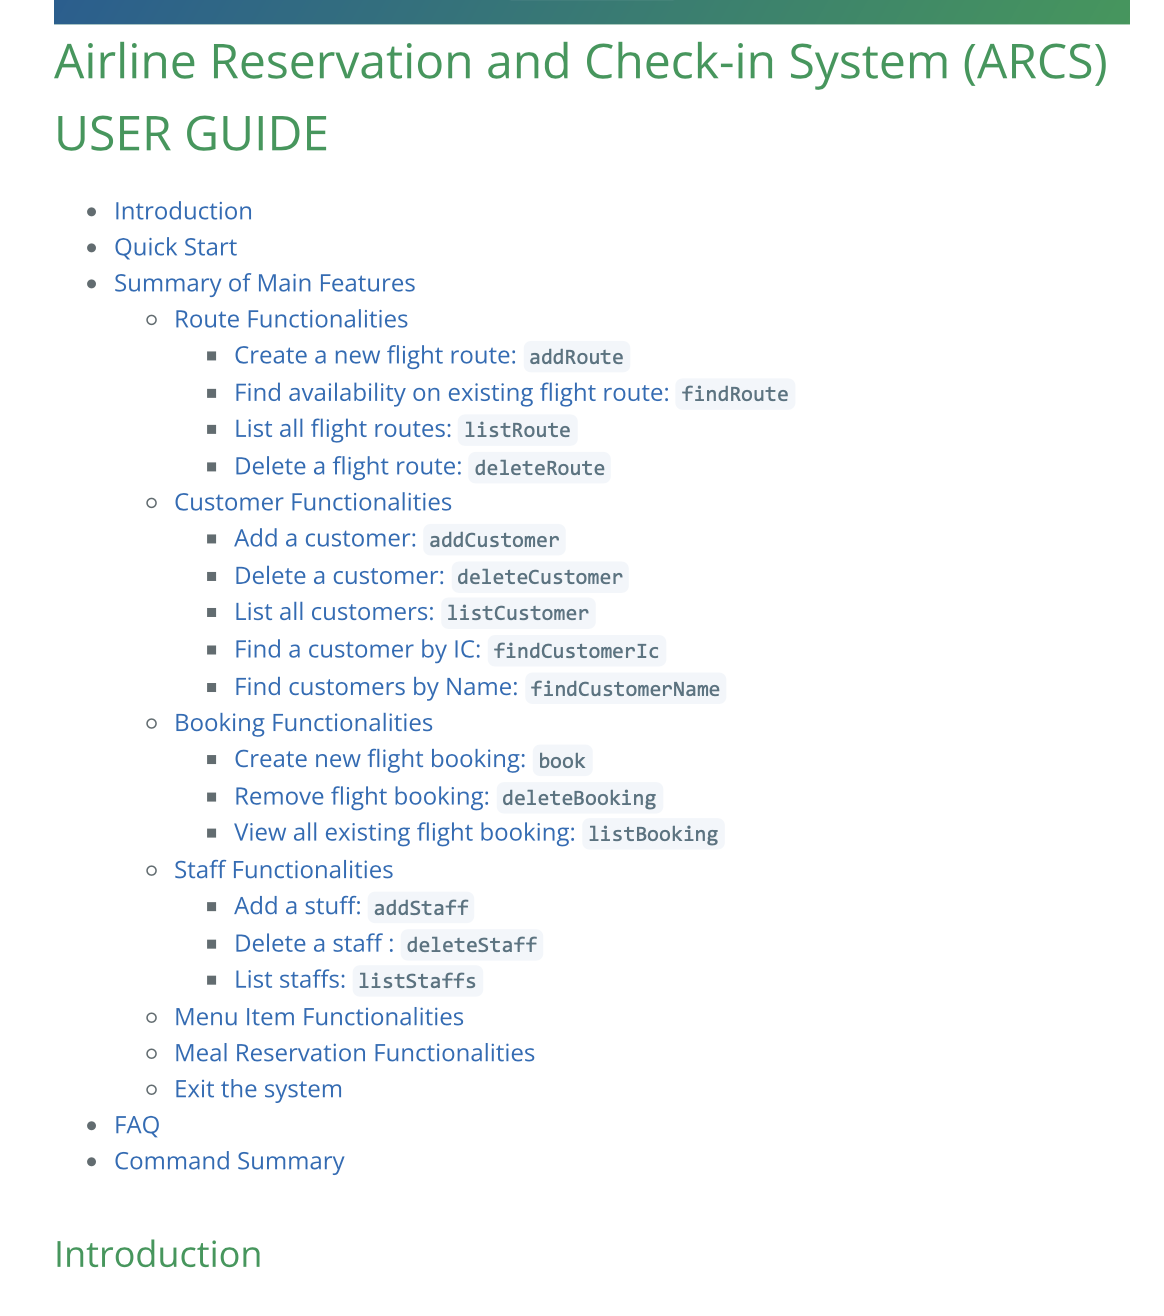 Airline Reservation and Check-in System (ARCS)
USER GUIDE
Introduction
Quick Start
Summary of Main Features
Route Functionalities
Create a new flight route: addRoute
Find availability on existing flight route: findRoute
List all flight routes: listRoute
Delete a flight route: deleteRoute
Customer Functionalities
Add a customer: addCustomer
Delete a customer: deleteCustomer
List all customers: listCustomer
Find a customer by IC: findCustomerIc
Find customers by Name: findCustomerName
Booking Functionalities
Create new flight booking: book
Remove flight booking: deleteBooking
View all existing flight booking: listBooking
Staff Functionalities
Add a stuff: addStaff
Delete a staff : deleteStaff
List staffs: listStaffs
Menu Item Functionalities
Meal Reservation Functionalities
Exit the system
FAQ
Command Summary
Introduction